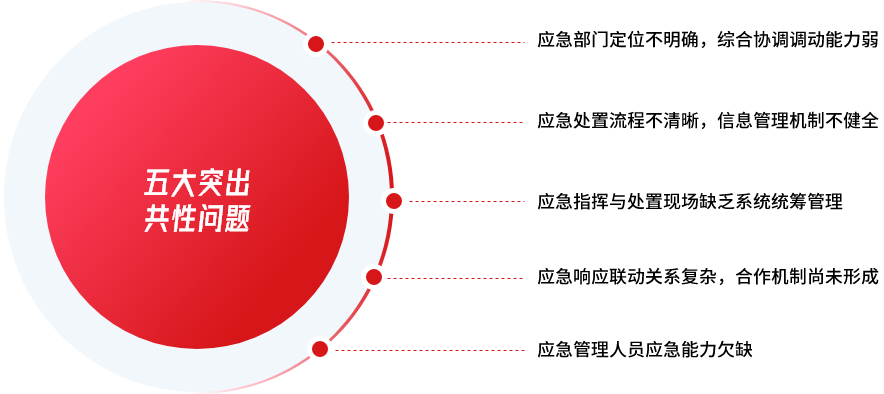 五大突出
共性问题
应急部门定位不明确，综合协调调动能力弱
应急处置流程不清晰，信息管理机制不健全
应急指挥与处置现场缺乏系统统筹管理
应急响应联动关系复杂，合作机制尚未形成
应急管理人员应急能力欠缺